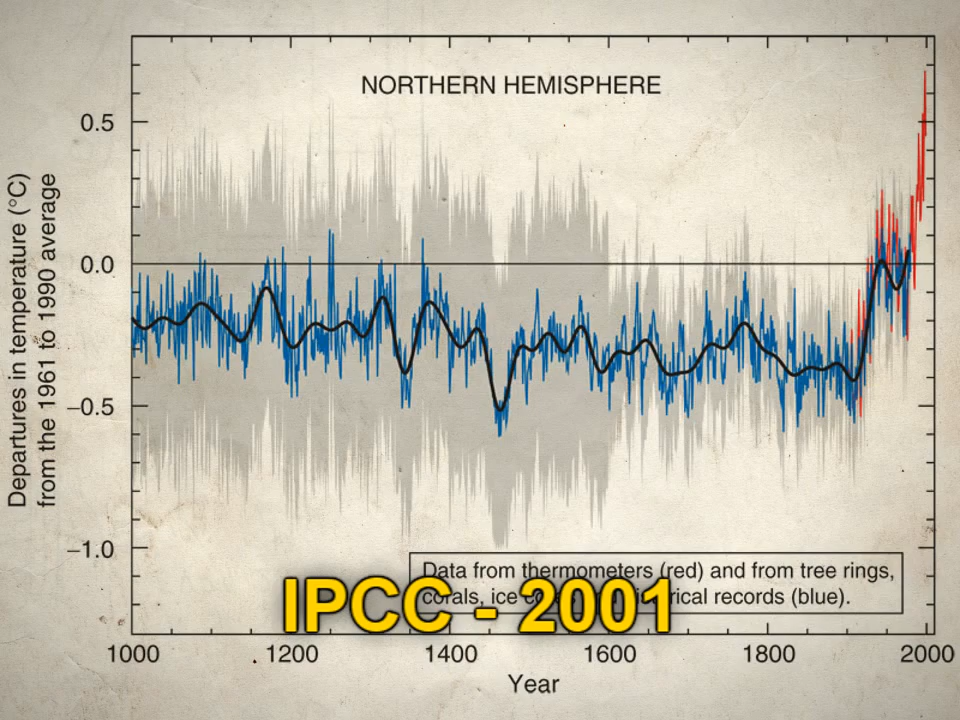 NORTHERN HEMISPHERE
Departures in temperature (°C)
from the 1961 to 1990 average
0.5
0.0
−0.5
−1.0
Data from thermometers (red) and from tree rings,
corals, ice records (blue).
IPCC - 2001
1000 1200 1400 1600 1800 2000
Year